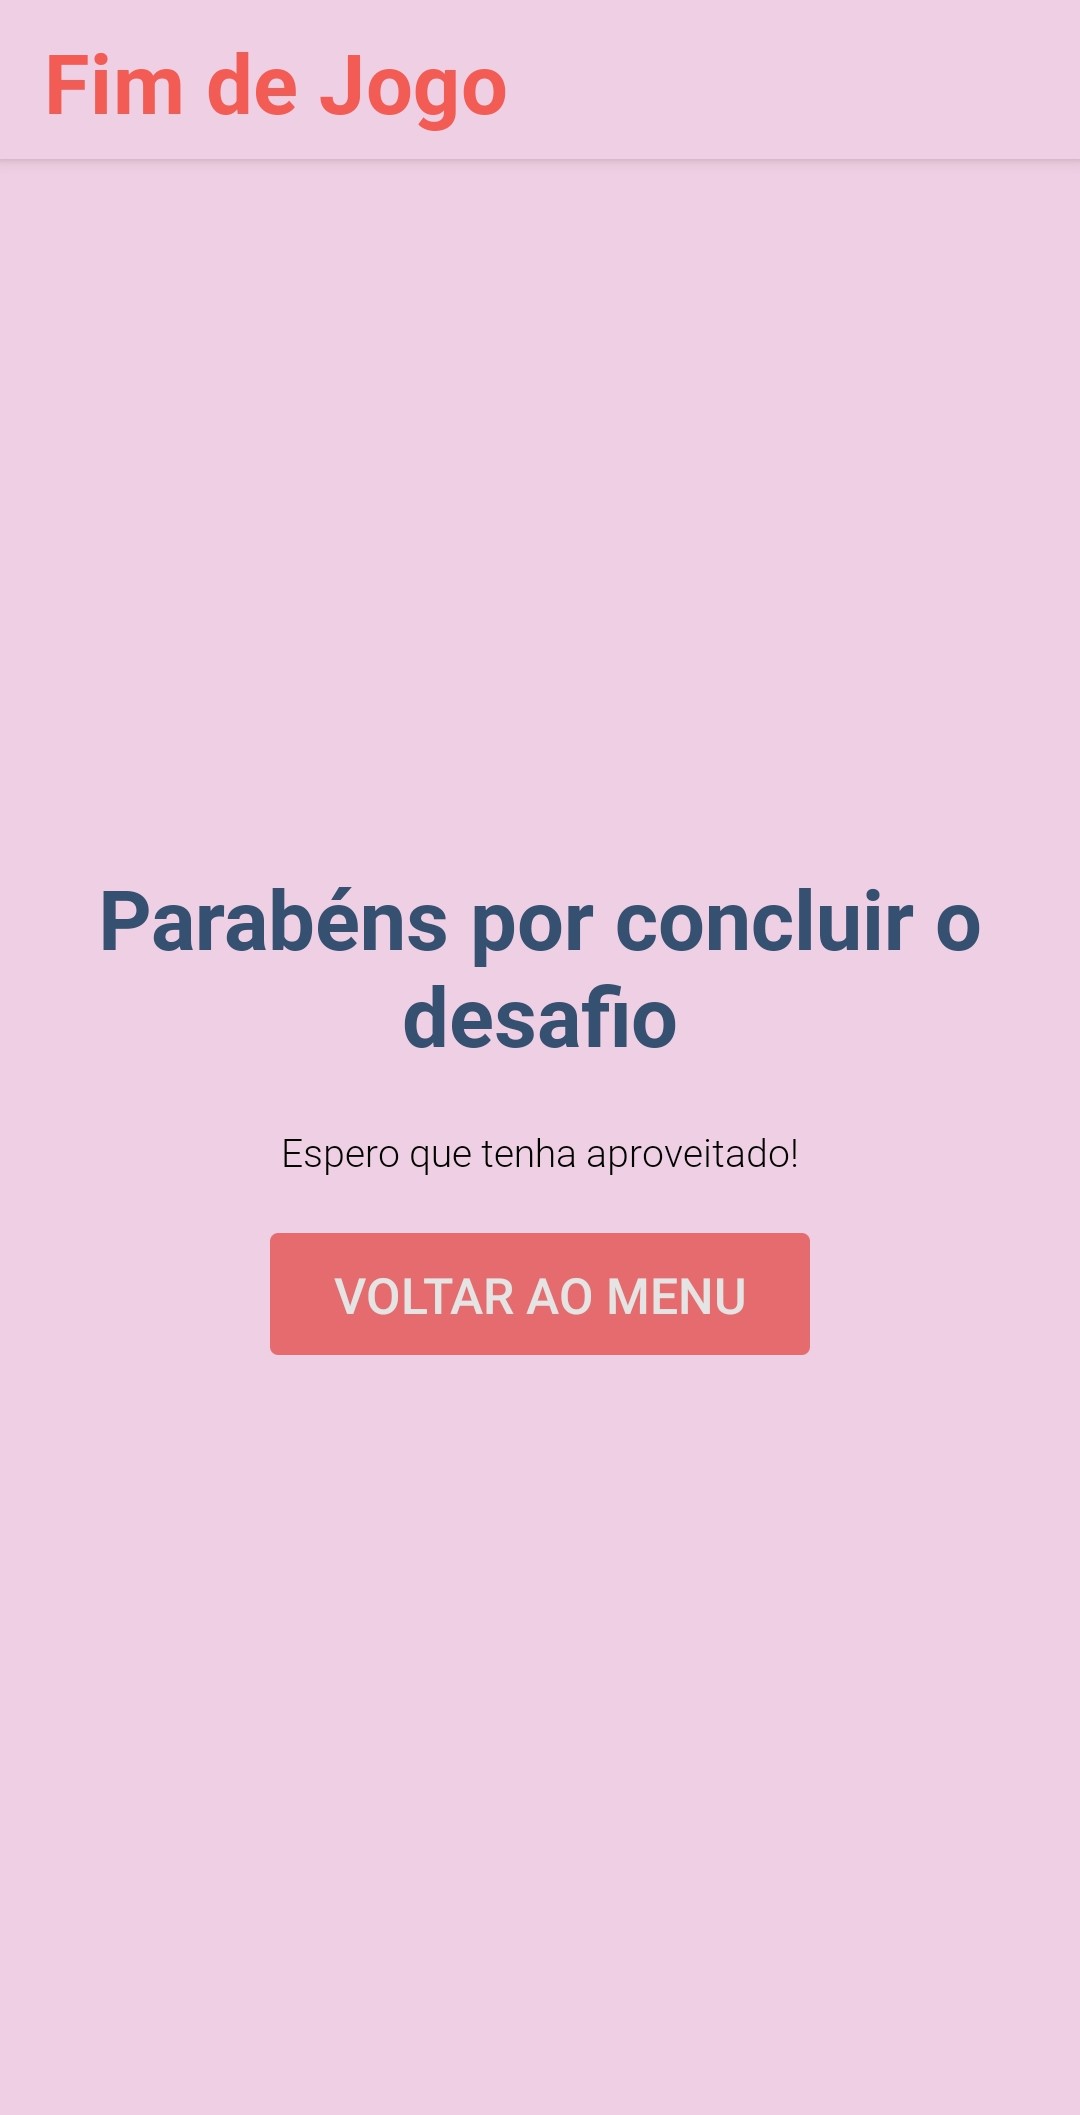 Fim de Jogo
Parabéns por concluir o
desafio
Espero que tenha aproveitado!
VOLTAR AO MENU